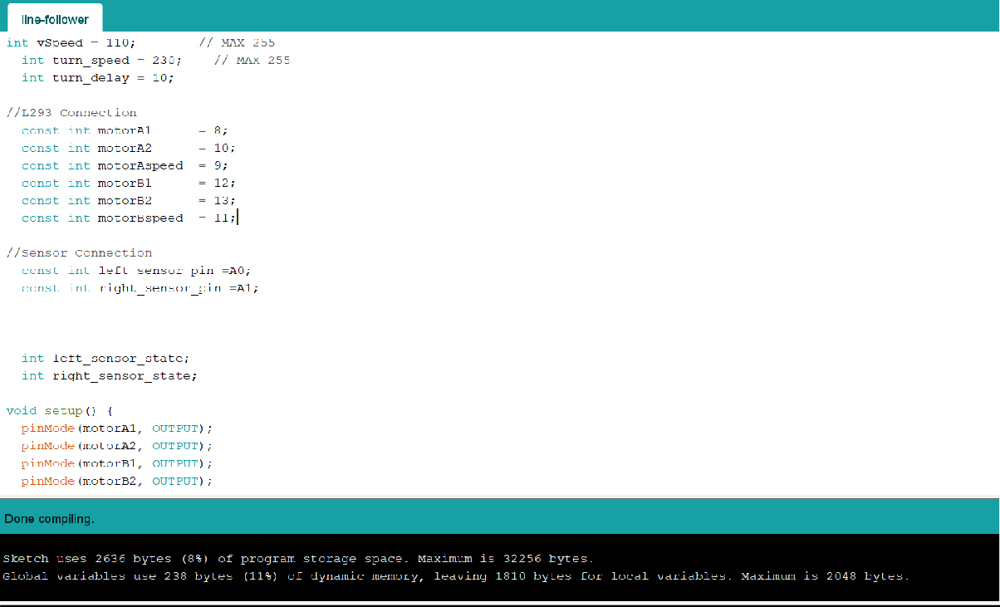 line-follower
int vSpeed = 110;        // MAX 255
  int turn_speed = 230;    // MAX 255
  int turn_delay = 10;
//L293 Connection
  const int motorA1      = 8;
  const int motorA2      = 10;
  const int motorAspeed  = 9;
  const int motorB1      = 12;
  const int motorB2      = 13;
  const int motorBspeed  = 11;
//Sensor Connection
  const int left_sensor_pin =A0;
  const int right_sensor_pin =A1;
  int left_sensor_state;
  int right_sensor_state;
void setup() {
  pinMode(motorA1, OUTPUT);
  pinMode(motorA2, OUTPUT);
  pinMode(motorB1, OUTPUT);
  pinMode(motorB2, OUTPUT);
Done compiling.
Sketch uses 2636 bytes (8%) of program storage space. Maximum is 32256 bytes.
Global variables use 238 bytes (11%) of dynamic memory, leaving 1810 bytes for local variables. Maximum is 2048 bytes.